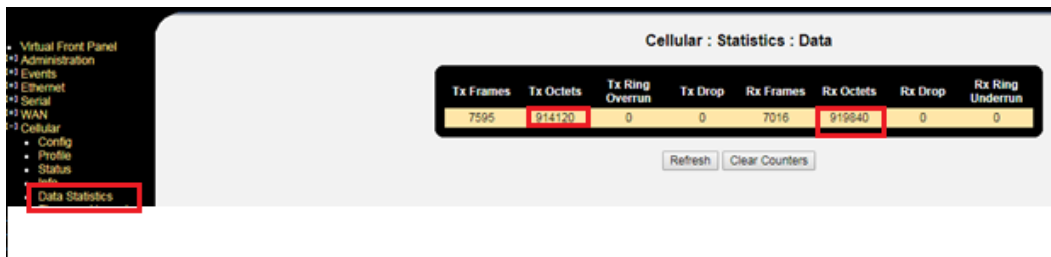 Virtual Front Panel
[+] Administration
[+] Events
[+] Ethernet
[+] Serial
[+] WAN
[-] Cellular
Config
Profile
Status
Info
Data Statistics
Cellular : Statistics : Data
Tx Frames Tx Octets Tx Ring Overrun Tx Drop Rx Frames Rx Octets Rx Drop Rx Ring Underrun
7595 914120 0 0 7016 919840 0 0
Refresh Clear Counters